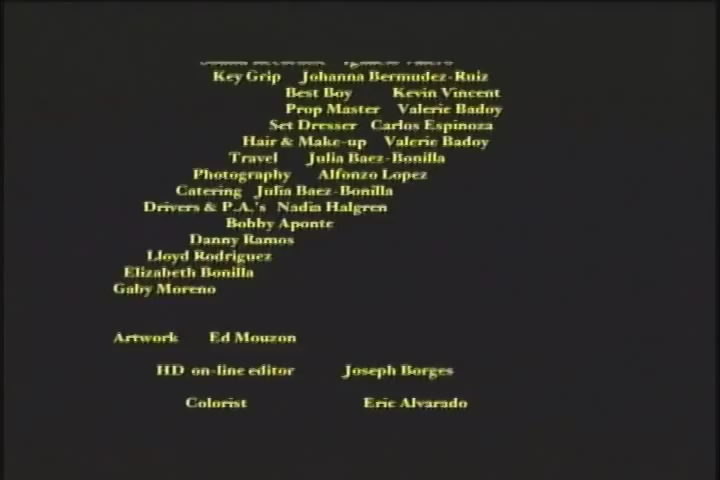 Key Grip Johanna Bermudez-Ruiz
Best Boy Kevin Vincent
Prop Master Valerie Badoy
Set Dresser Carlos Espinoza
Hair & Make-up Valerie Badoy
Travel Julia Baez-Bonilla
Photography Alfonzo Lopez
Catering Julia Baez-Bonilla
Drivers & P.A.'s Nadia Halgren
Bobby Aponte
Danny Ramos
Lloyd Rodriguez
Elizabeth Bonilla
Gaby Moreno
Artwork Ed Mouzon
HD on-line editor Joseph Borges
Colorist Eric Alvarado